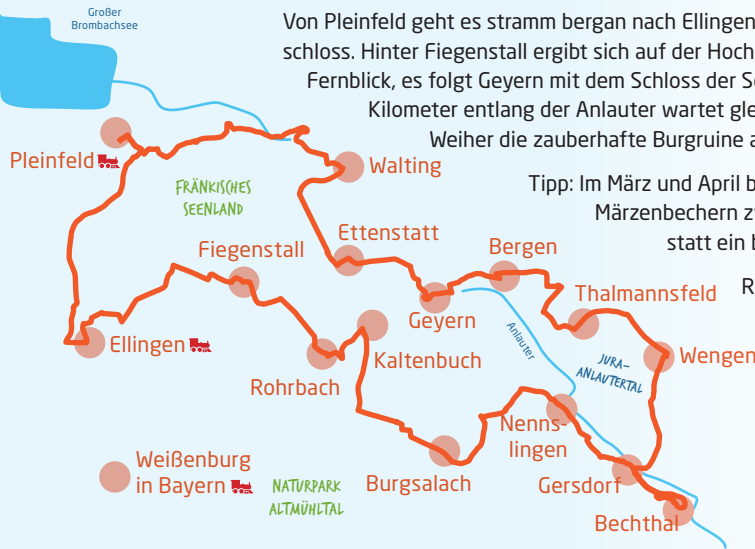 Großer
Brombachsee
Von Pleinfeld geht es stramm bergan nach Ellingen
schloss. Hinter Fiegenstall ergibt sich auf der Hoch
Fernblick, es folgt Geyern mit dem Schloss der
Kilometer entlang der Anlauter wartet gle
Weiher die zauberhafte Burgruine a
Tipp: Im März und April b
Märzenbechern z
statt ein
R
Pleinfeld
Walting
FRÄNKISCHES
SEENLAND
Ettenstatt
Fiegenstall
Bergen
Thalmannsfeld
Geyern
Anlauter
Ellingen
Kaltenbuch
JURA-
ANLAUTERTAL
Wengen
Rohrbach
Nenns-
lingen
Weißenburg
in Bayern
NATURPARK
ALTMÜHLTAL
Burgsalach
Gersdorf
Bechthal